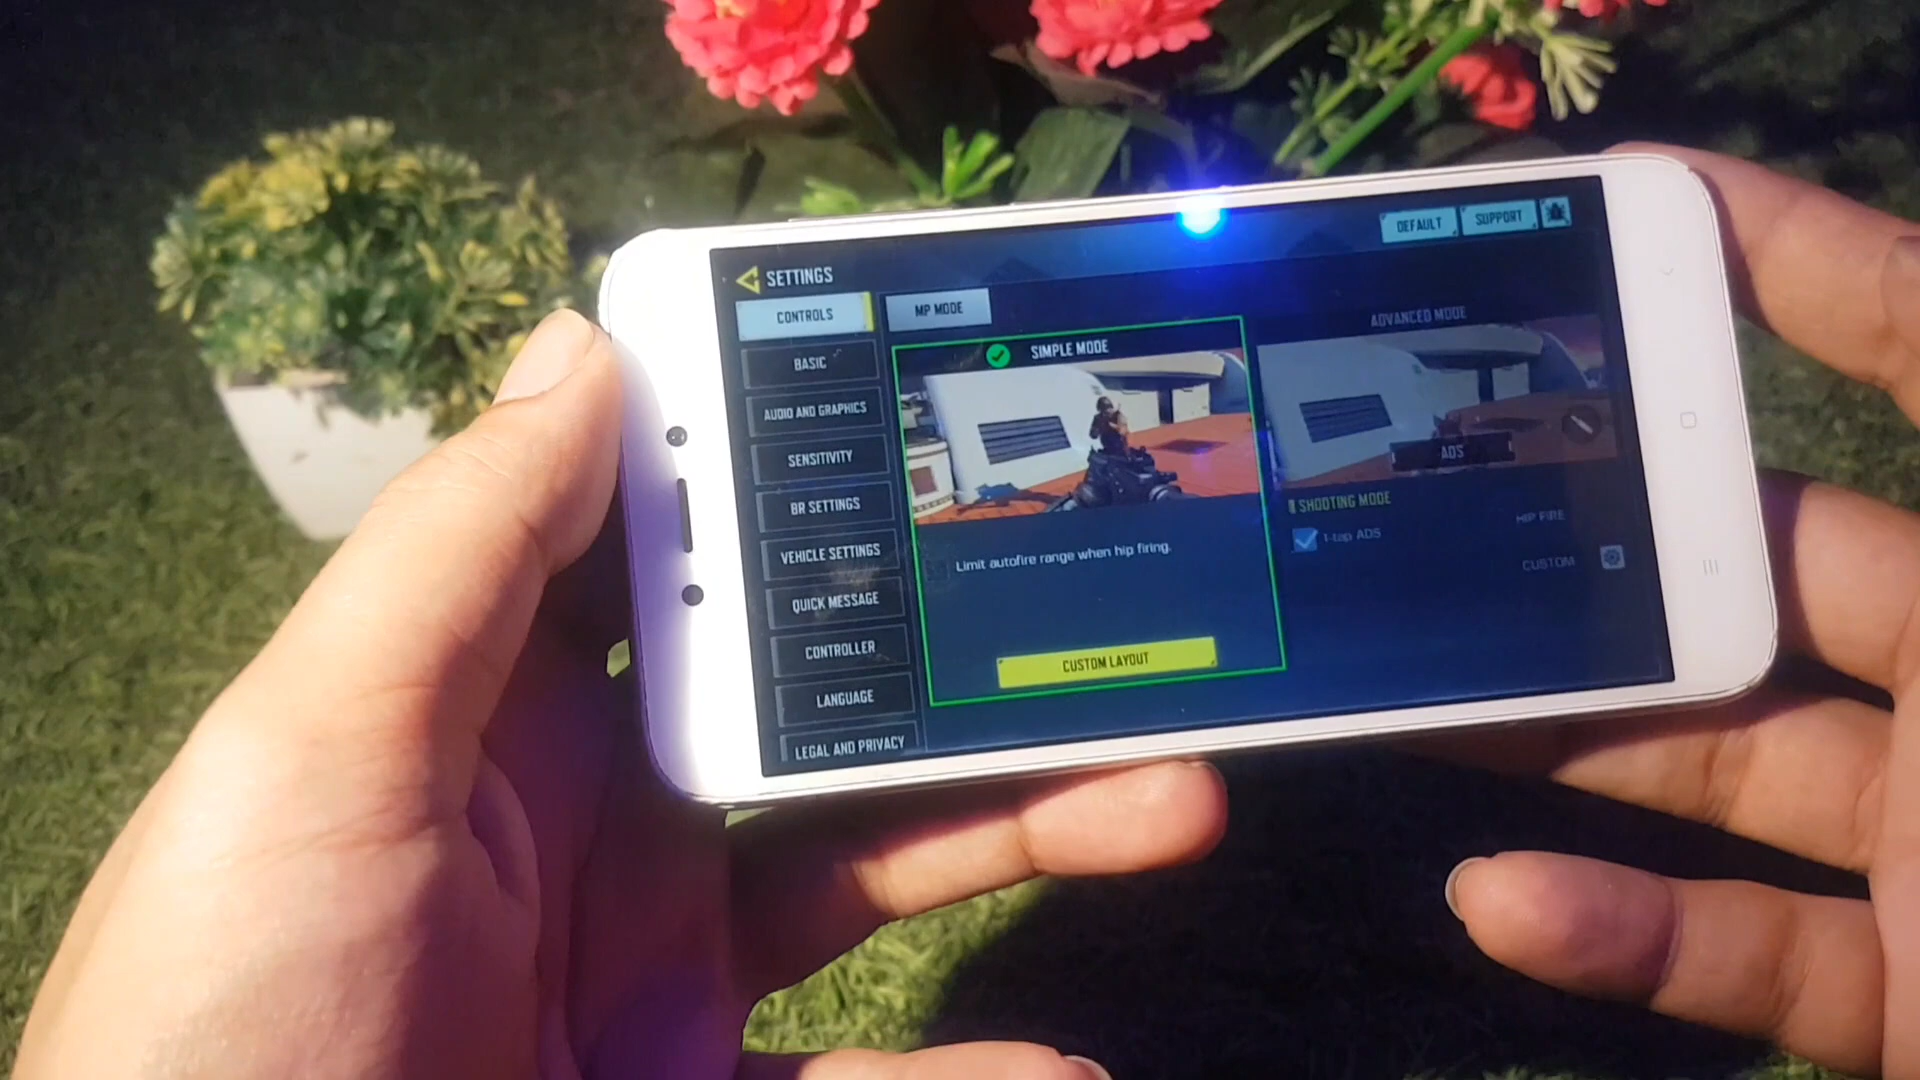 SETTINGS
DEFAULT
SUPPORT
CONTROLS
BASIC
AUDIO AND GRAPHICS
SENSITIVITY
BR SETTINGS
VEHICLE SETTINGS
QUICK MESSAGE
CONTROLLER
LANGUAGE
LEGAL AND PRIVACY
MP MODE
SIMPLE MODE
Limit autofire range when hip firing.
CUSTOM LAYOUT
ADVANCED MODE
ADS
SHOOTING MODE
1-tap ADS
HIP FIRE
CUSTOM